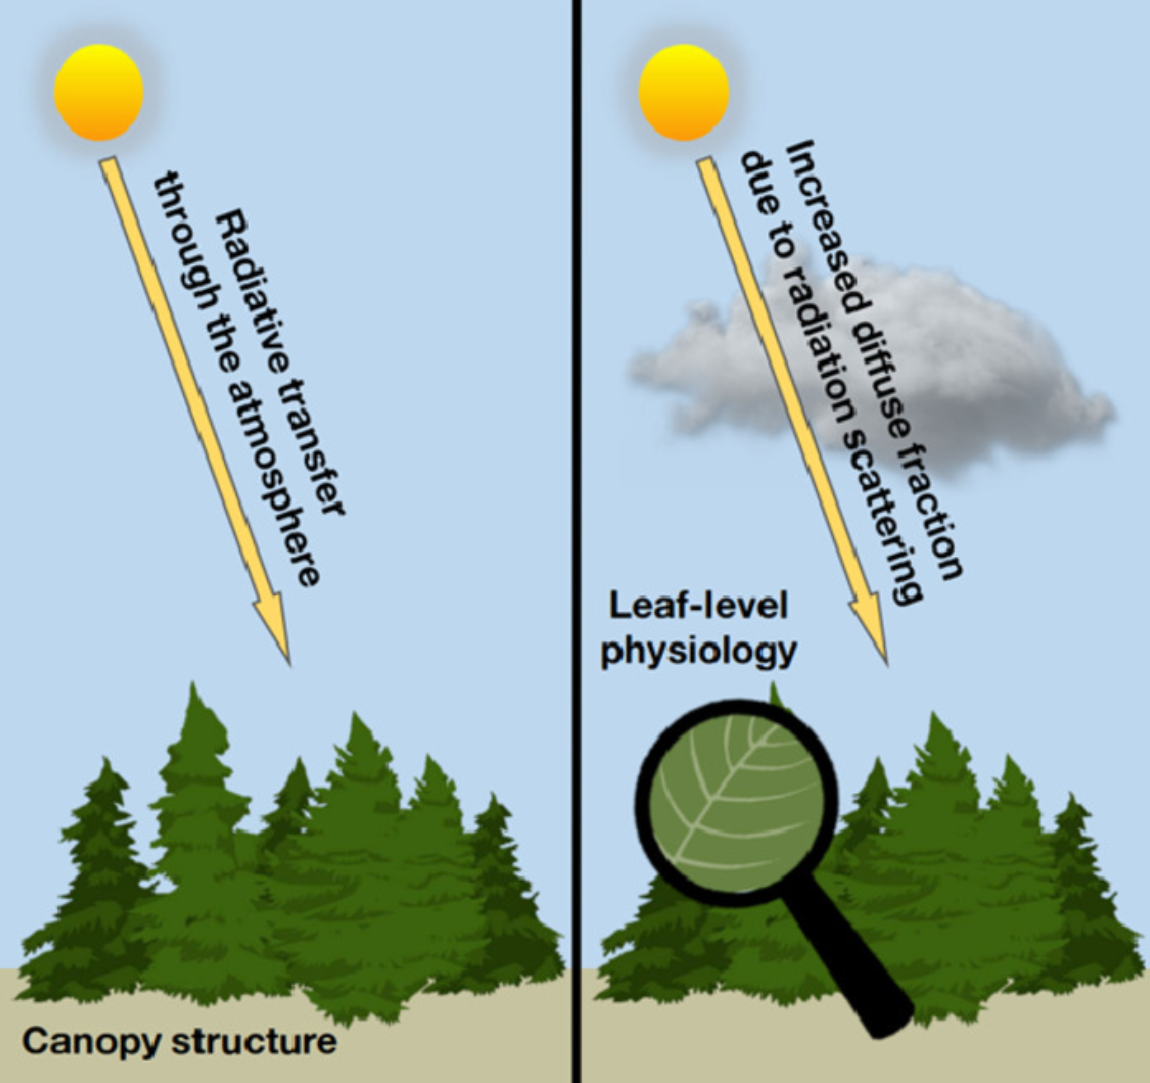 Radiative transfer
through the atmosphere
Canopy structure
Increased diffuse fraction
due to radiation scattering
Leaf-level
physiology